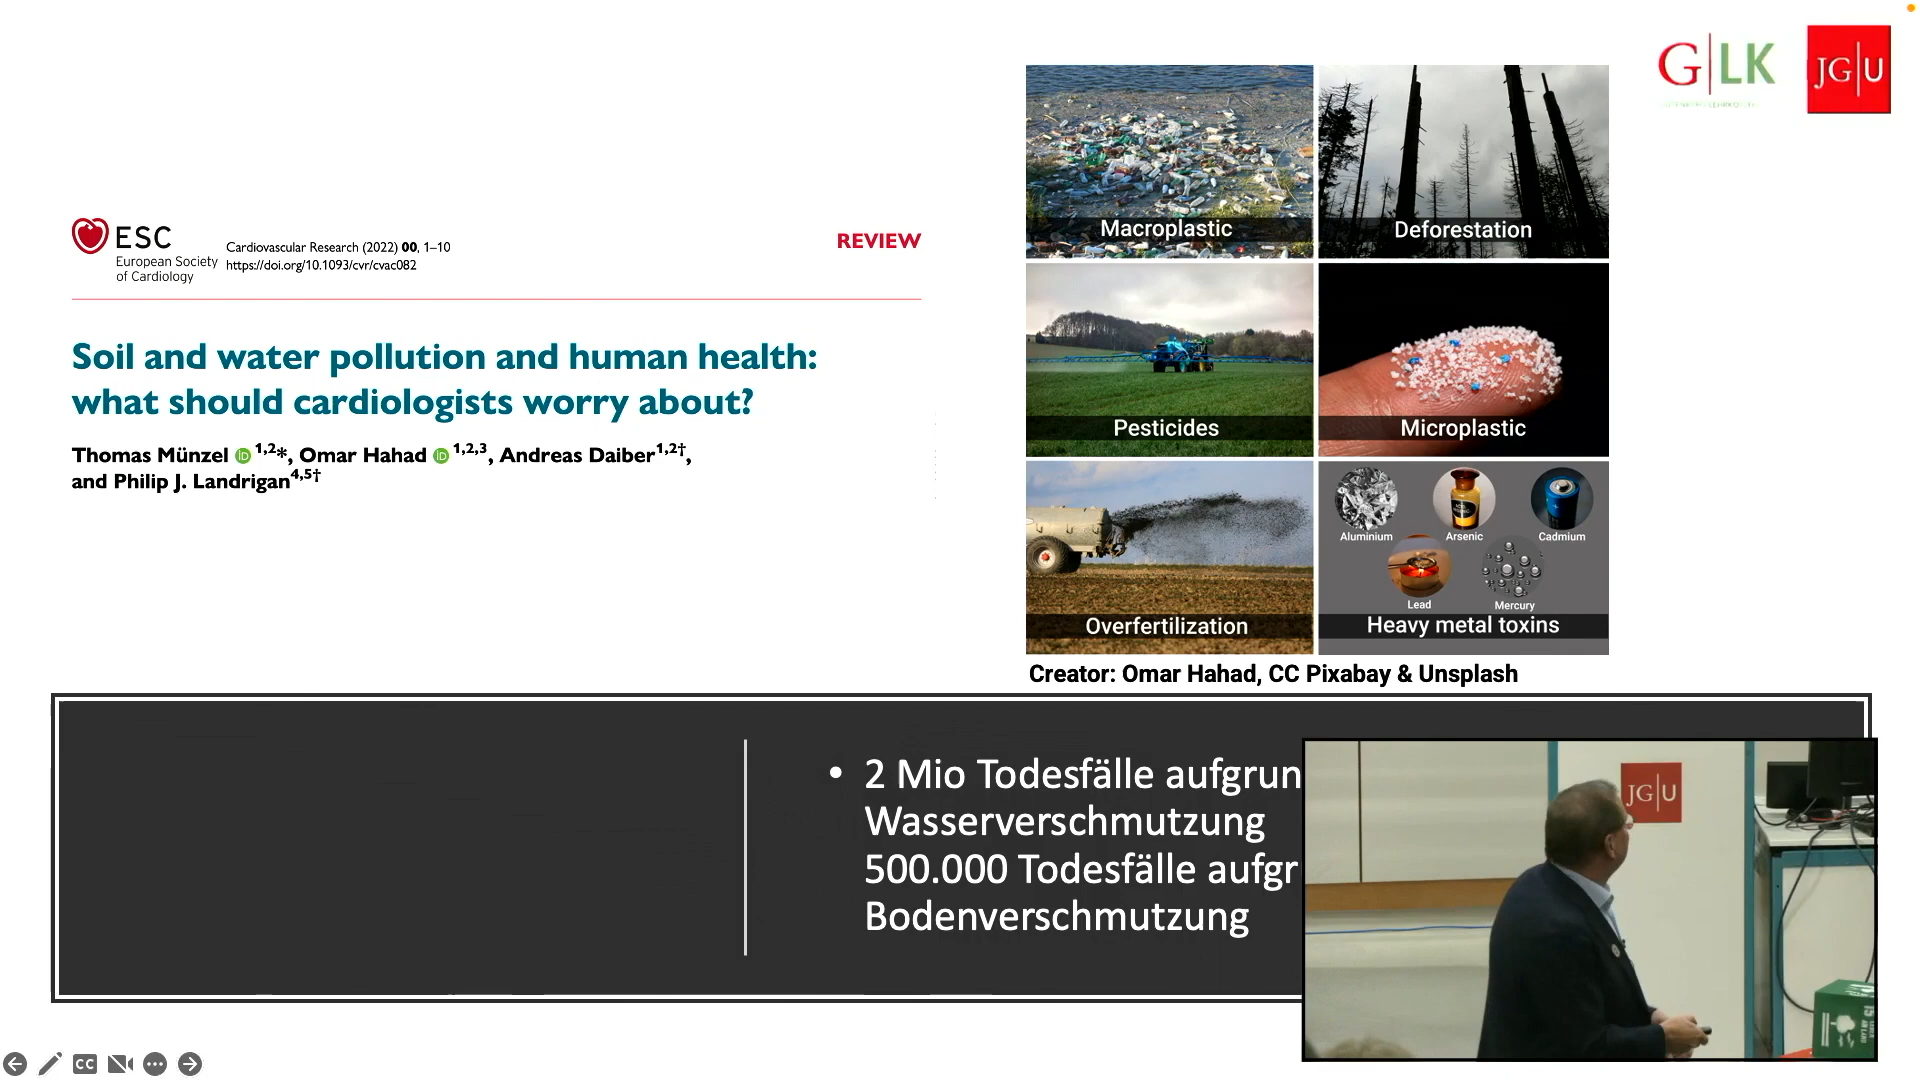 G|LK
JG|U
ESC
European Society
of Cardiology
Cardiovascular Research (2022) 00, 1–10
https://doi.org/10.1093/cvr/cvac082
REVIEW
Soil and water pollution and human health:
what should cardiologists worry about?
Thomas Münzel iD 1,2*, Omar Hahad iD 1,2,3, Andreas Daiber1,2†,
and Philip J. Landrigan4,5†
Macroplastic
Deforestation
Pesticides
Microplastic
Overfertilization
Aluminium
Arsenic
Cadmium
Lead
Mercury
Heavy metal toxins
Creator: Omar Hahad, CC Pixabay & Unsplash
• 2 Mio Todesfälle aufgrun
Wasserverschmutzung
500.000 Todesfälle aufgr
Bodenverschmutzung
JG|U
CC